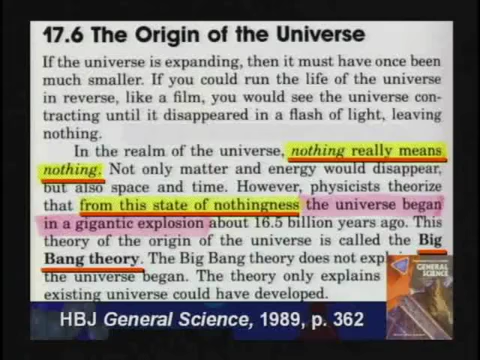 17.6 The Origin of the Universe
If the universe is expanding, then it must have once been
much smaller. If you could run the life of the universe
in reverse, like a film, you would see the universe con-
tracting until it disappeared in a flash of light, leaving
nothing.
In the realm of the universe, nothing really means
nothing. Not only matter and energy would disappear,
but also space and time. However, physicists theorize
that from this state of nothingness the universe began
in a gigantic explosion about 16.5 billion years ago. This
theory of the origin of the universe is called the Big
Bang theory. The Big Bang theory does not expl
the universe began. The theory only explains
existing universe could have developed.
GENERAL
SCIENCE
HBJ General Science, 1989, p. 362